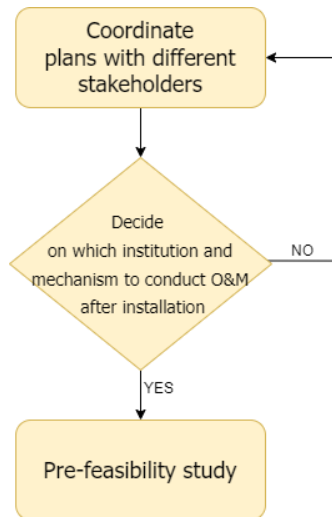 Coordinate
plans with different
stakeholders
Decide
on which institution and
mechanism to conduct O&M
after installation
NO
YES
Pre-feasibility study